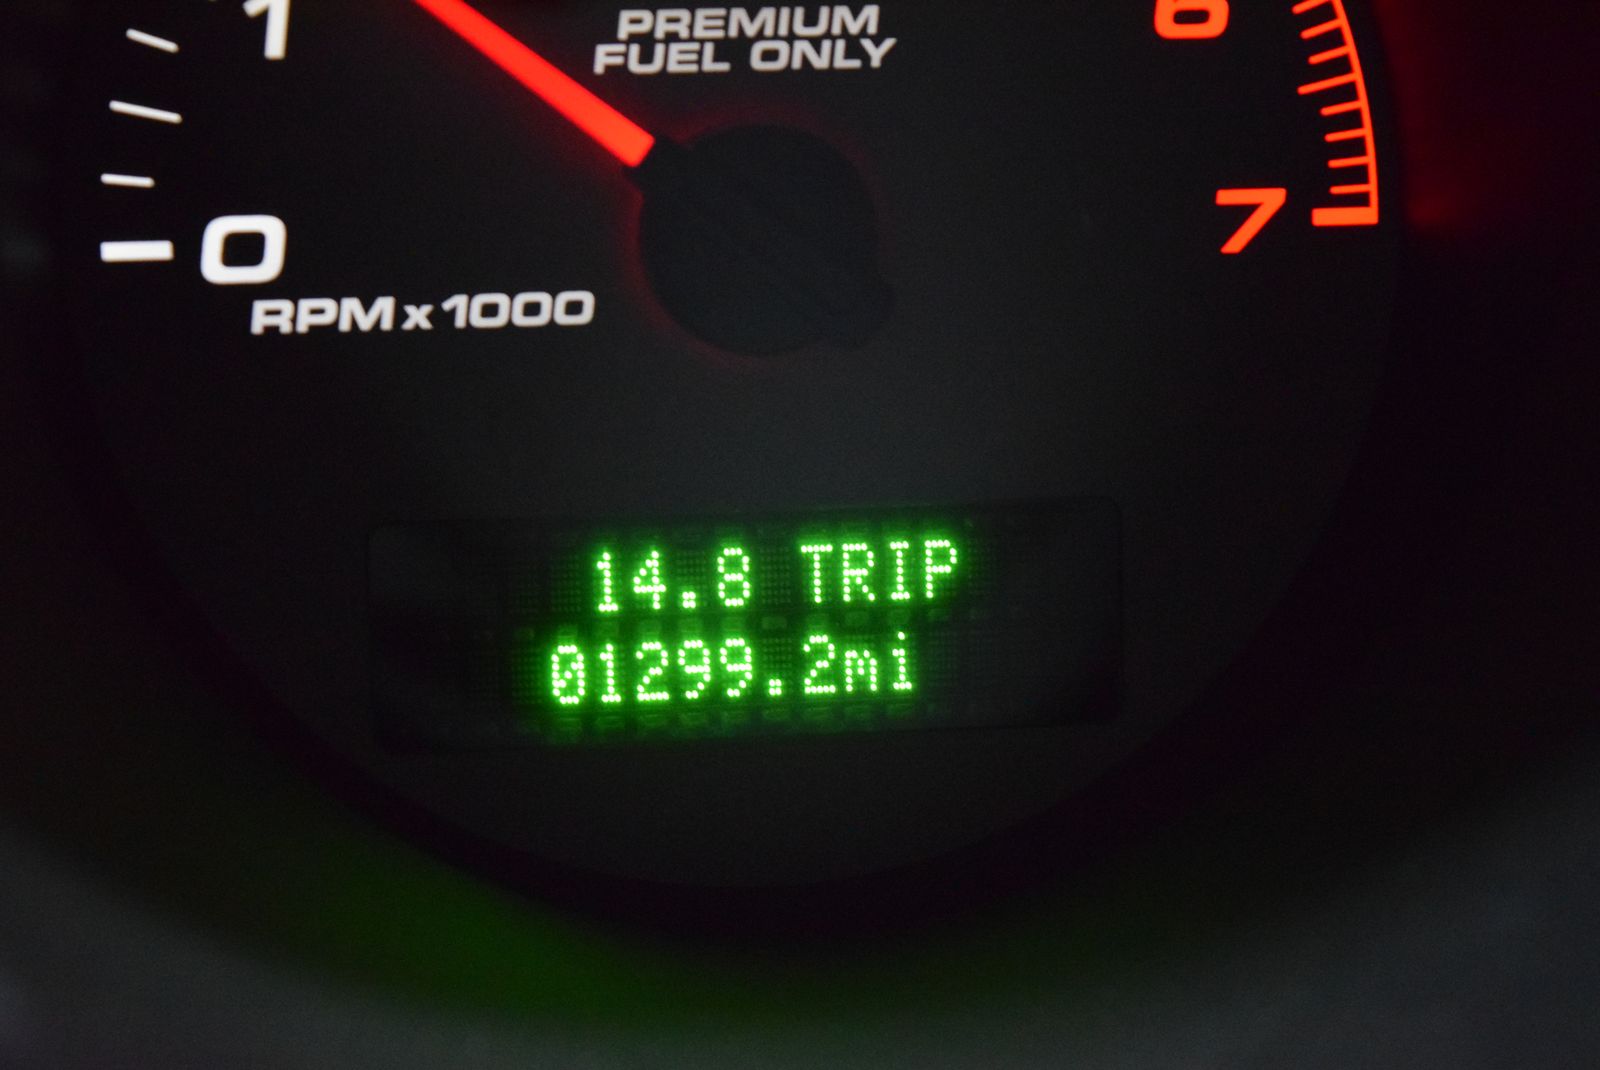 PREMIUM
FUEL ONLY
1
6
0
7
RPM x 1000
14.8 TRIP
01299.2mi